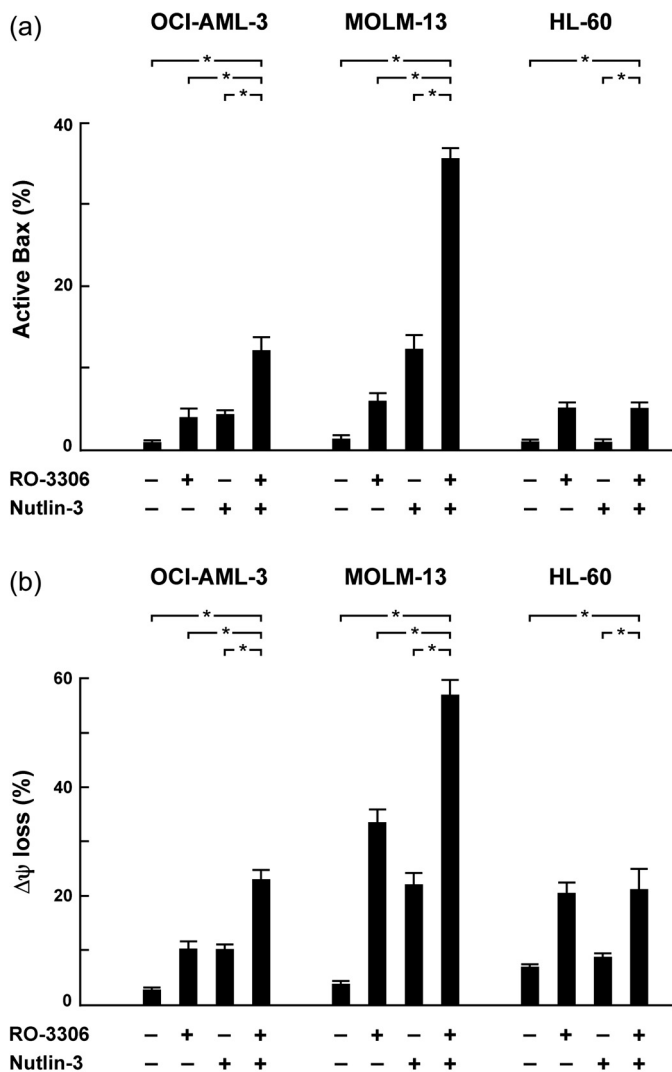 (a)
OCI-AML-3 MOLM-13 HL-60
* * *
* *
* * *
Active Bax (%)
40
20
0
RO-3306 – + – + – + – + – + – +
Nutlin-3 – – + + – – + + – – + +
(b)
OCI-AML-3 MOLM-13 HL-60
* * *
* *
* * *
Δψ loss (%)
60
40
20
0
RO-3306 – + – + – + – + – + – +
Nutlin-3 – – + + – – + + – – + +